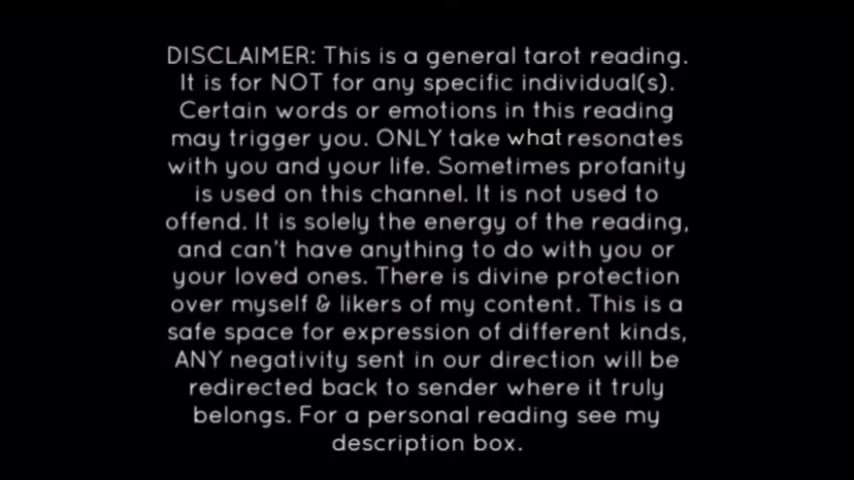 DISCLAIMER: This is a general tarot reading.
It is for NOT for any specific individual(s).
Certain words or emotions in this reading
may trigger you. ONLY take what resonates
with you and your life. Sometimes profanity
is used on this channel. It is not used to
offend. It is solely the energy of the reading,
and can't have anything to do with you or
your loved ones. There is divine protection
over myself & likers of my content. This is a
safe space for expression of different kinds,
ANY negativity sent in our direction will be
redirected back to sender where it truly
belongs. For a personal reading see my
description box.